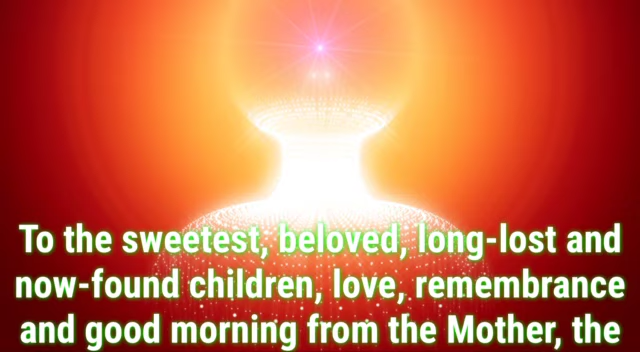 To the sweetest, beloved, long-lost and
now-found children, love, remembrance
and good morning from the Mother, the